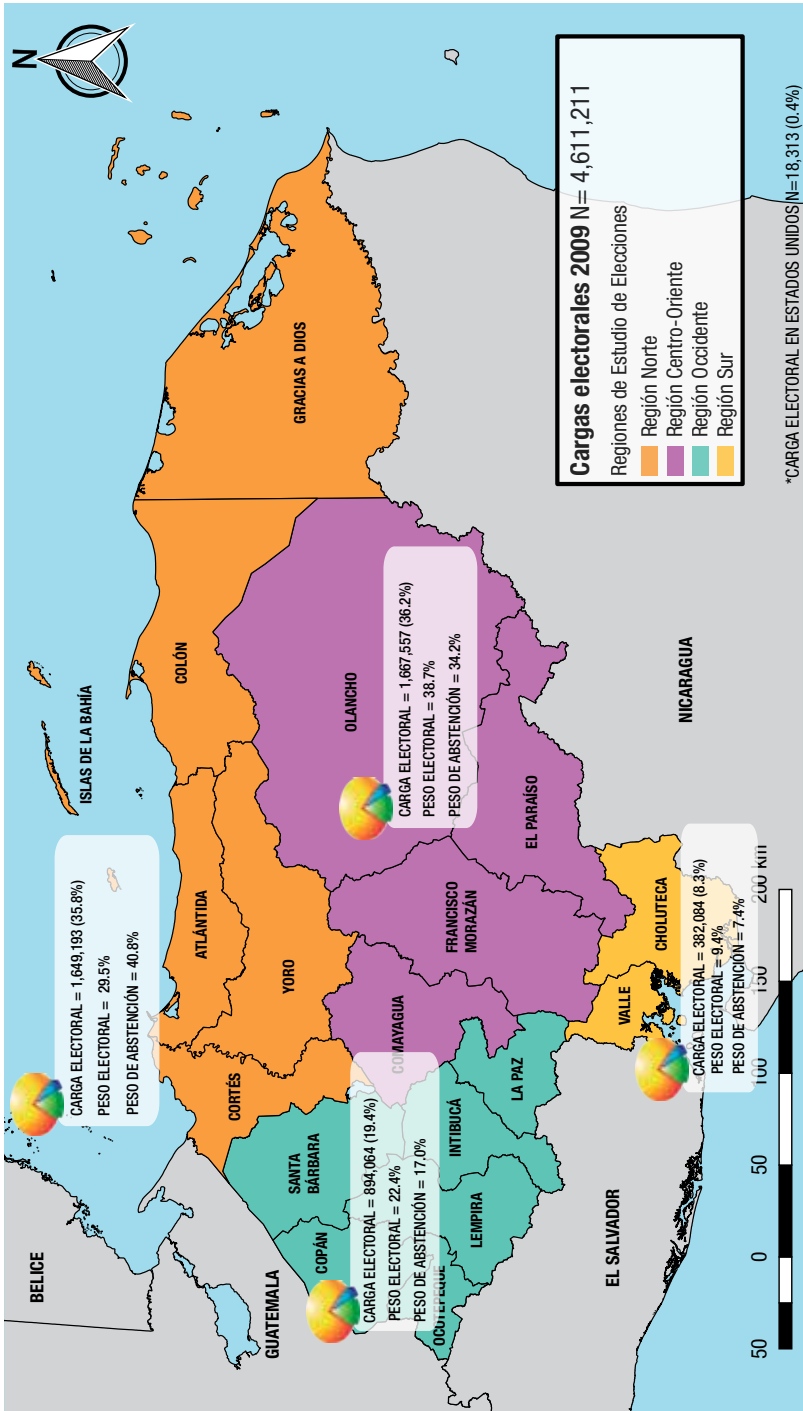 N
BELICE
GUATEMALA
ISLAS DE LA BAHÍA
CARGA ELECTORAL = 1,649,193 (35.8%)
PESO ELECTORAL = 29.5%
PESO DE ABSTENCIÓN = 40.8%
CORTÉS
ATLÁNTIDA
YORO
COLÓN
GRACIAS A DIOS
SANTA
BÁRBARA
COPÁN
OCOTEPEQUE
LEMPIRA
INTIBUCÁ
LA PAZ
CARGA ELECTORAL = 894,064 (19.4%)
PESO ELECTORAL = 22.4%
PESO DE ABSTENCIÓN = 17.0%
COMAYAGUA
FRANCISCO
MORAZÁN
OLANCHO
EL PARAÍSO
CARGA ELECTORAL = 1,667,557 (36.2%)
PESO ELECTORAL = 38.7%
PESO DE ABSTENCIÓN = 34.2%
VALLE
CHOLUTECA
CARGA ELECTORAL = 382,084 (8.3%)
PESO ELECTORAL = 9.4%
PESO DE ABSTENCIÓN = 7.4%
EL SALVADOR
NICARAGUA
50 0 50 100 150 200 km
Cargas electorales 2009 N= 4,611,211
Regiones de Estudio de Elecciones
Región Norte
Región Centro-Oriente
Región Occidente
Región Sur
*CARGA ELECTORAL EN ESTADOS UNIDOS N=18,313 (0.4%)